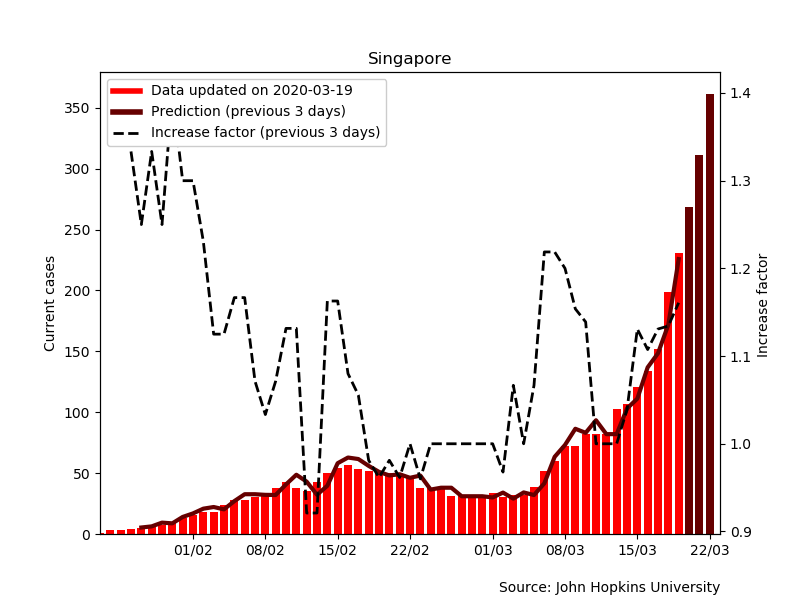 Singapore
Data updated on 2020-03-19
Prediction (previous 3 days)
Increase factor (previous 3 days)
Current cases
350
300
250
200
150
100
50
0
1.4
1.3
1.2
1.1
1.0
0.9
Increase factor
01/02 08/02 15/02 22/02 01/03 08/03 15/03 22/03
Source: John Hopkins University